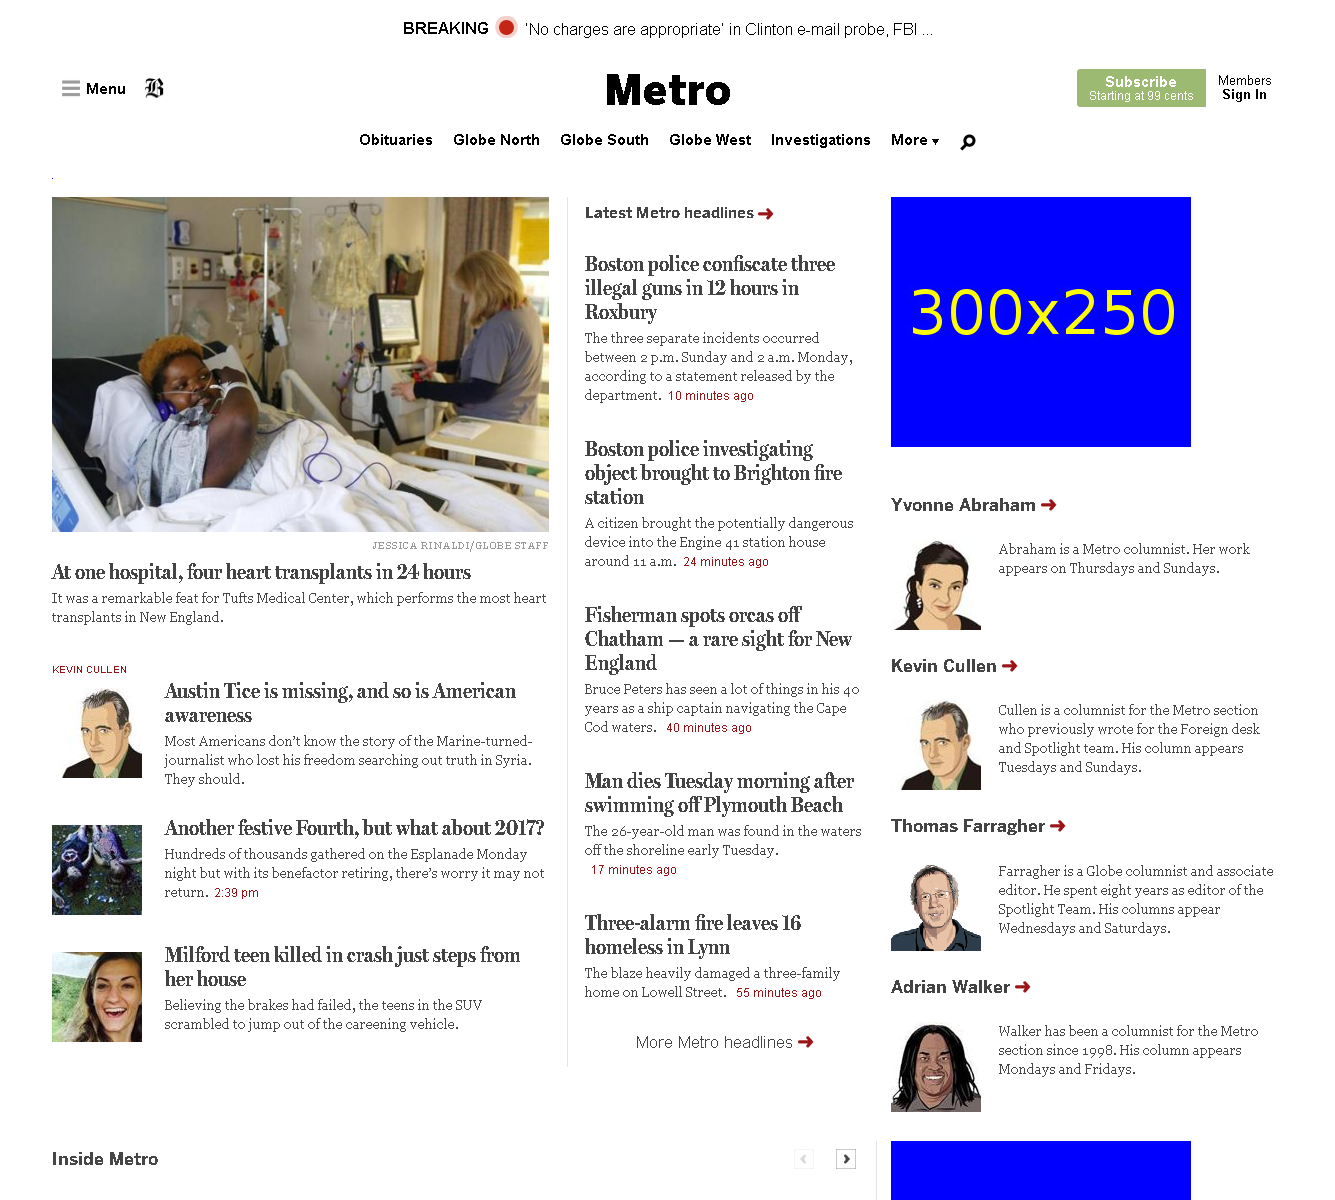 BREAKING 'No charges are appropriate' in Clinton e-mail probe, FBI ...
Menu
B
Metro
Subscribe
Starting at 99 cents
Members
Sign In
Obituaries Globe North Globe South Globe West Investigations More
JESSICA RINALDI/GLOBE STAFF
At one hospital, four heart transplants in 24 hours
It was a remarkable feat for Tufts Medical Center, which performs the most heart
transplants in New England.
KEVIN CULLEN
Austin Tice is missing, and so is American
awareness
Most Americans don't know the story of the Marine-turned-
journalist who lost his freedom searching out truth in Syria.
They should.
Another festive Fourth, but what about 2017?
Hundreds of thousands gathered on the Esplanade Monday
night but with its benefactor retiring, there's worry it may not
return. 2:39 pm
Milford teen killed in crash just steps from
her house
Believing the brakes had failed, the teens in the SUV
scrambled to jump out of the careening vehicle.
Latest Metro headlines
Boston police confiscate three
illegal guns in 12 hours in
Roxbury
The three separate incidents occurred
between 2 p.m. Sunday and 2 a.m. Monday,
according to a statement released by the
department. 10 minutes ago
Boston police investigating
object brought to Brighton fire
station
A citizen brought the potentially dangerous
device into the Engine 41 station house
around 11 a.m. 24 minutes ago
Fisherman spots orcas off
Chatham — a rare sight for New
England
Bruce Peters has seen a lot of things in his 40
years as a ship captain navigating the Cape
Cod waters. 40 minutes ago
Man dies Tuesday morning after
swimming off Plymouth Beach
The 26-year-old man was found in the waters
off the shoreline early Tuesday.
17 minutes ago
Three-alarm fire leaves 16
homeless in Lynn
The blaze heavily damaged a three-family
home on Lowell Street. 55 minutes ago
More Metro headlines
300x250
Yvonne Abraham
Abraham is a Metro columnist. Her work
appears on Thursdays and Sundays.
Kevin Cullen
Cullen is a columnist for the Metro section
who previously wrote for the Foreign desk
and Spotlight team. His column appears
Tuesdays and Sundays.
Thomas Farragher
Farragher is a Globe columnist and associate
editor. He spent eight years as editor of the
Spotlight Team. His columns appear
Wednesdays and Saturdays.
Adrian Walker
Walker has been a columnist for the Metro
section since 1998. His column appears
Mondays and Fridays.
Inside Metro